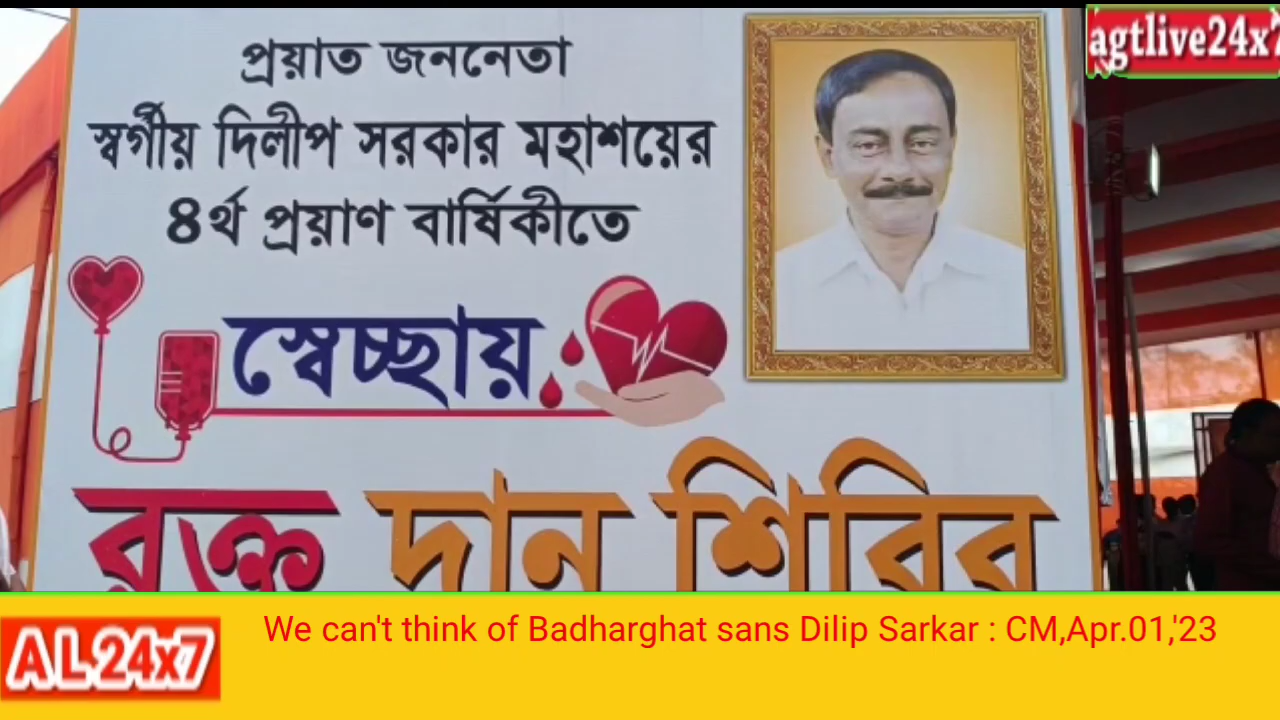 agtlive24x7
প্রয়াত জননেতা
স্বর্গীয় দিলীপ সরকার মহাশয়ের
৪র্থ প্রয়াণ বার্ষিকীতে
স্বেচ্ছায়
রক্ত দান শিবির
We can't think of Badharghat sans Dilip Sarkar : CM,Apr.01,'23
AL24x7